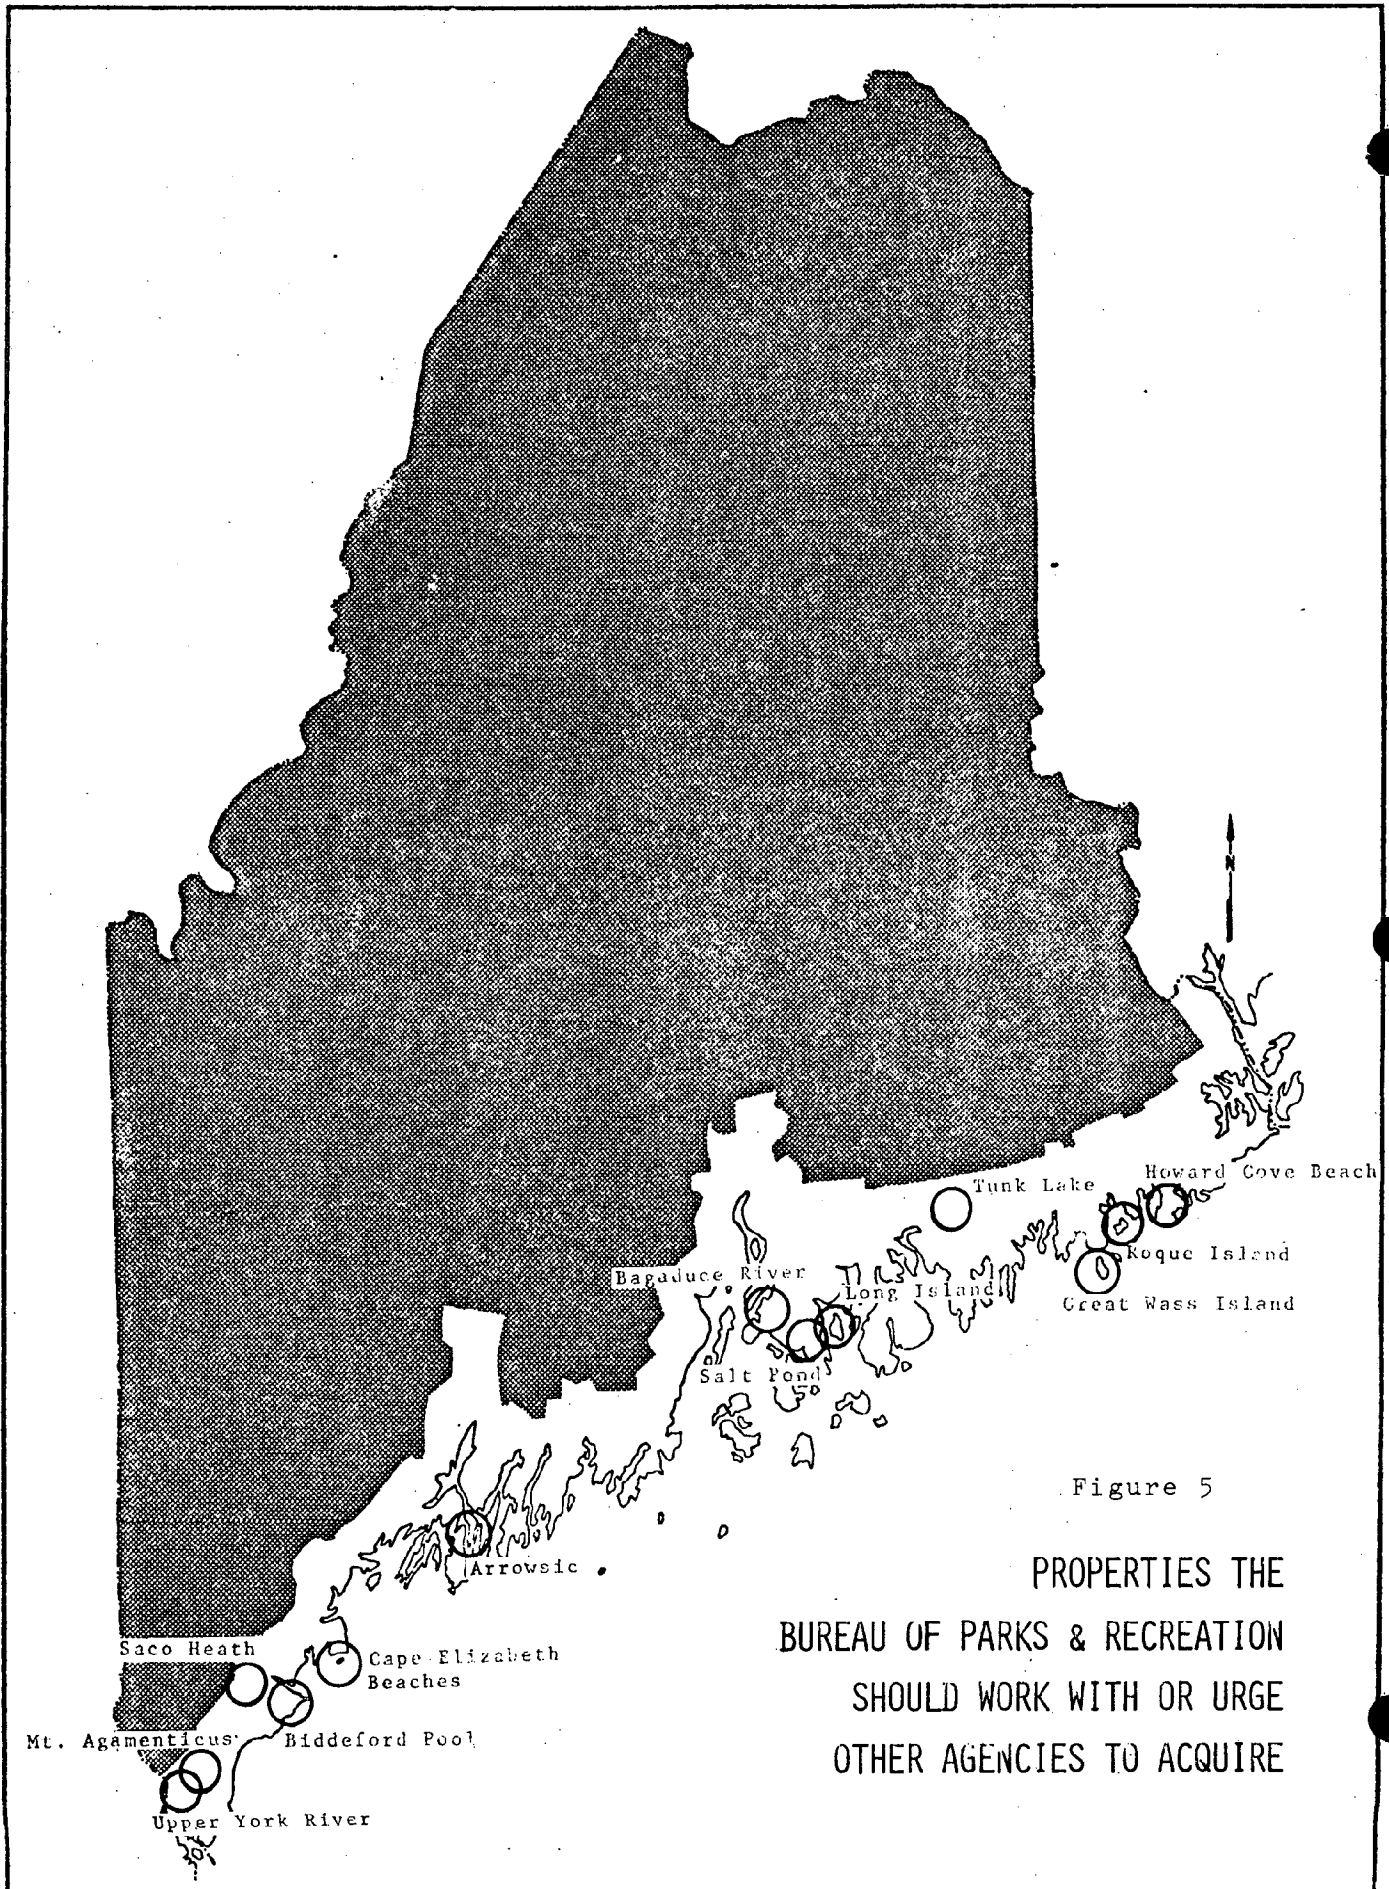 N
Howard Cove Beach
Tunk Lake
Roque Island
Bagaduce River
Long Island
Great Wass Island
Salt Pond
Figure 5
Arrowsic
PROPERTIES THE
BUREAU OF PARKS & RECREATION
SHOULD WORK WITH OR URGE
OTHER AGENCIES TO ACQUIRE
Saco Heath
Cape Elizabeth
Beaches
Mt. Agamenticus
Biddeford Pool
Upper York River